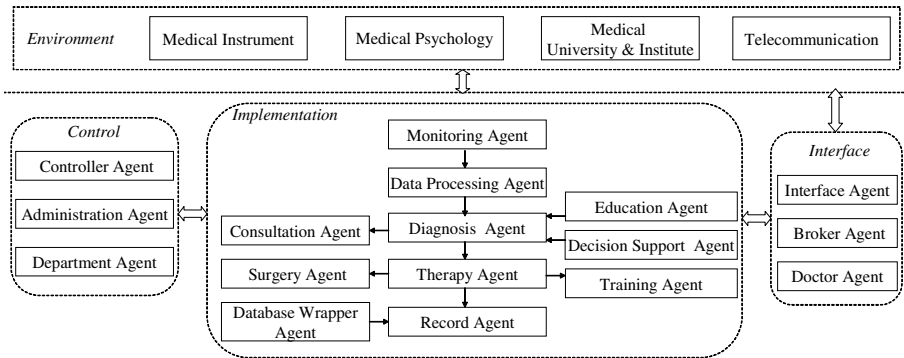 Environment
Medical Instrument
Medical Psychology
Medical
University & Institute
Telecommunication
Control
Controller Agent
Administration Agent
Department Agent
Implementation
Monitoring Agent
Data Processing Agent
Diagnosis Agent
Education Agent
Consultation Agent
Decision Support Agent
Surgery Agent
Therapy Agent
Training Agent
Database Wrapper
Agent
Record Agent
Interface
Interface Agent
Broker Agent
Doctor Agent